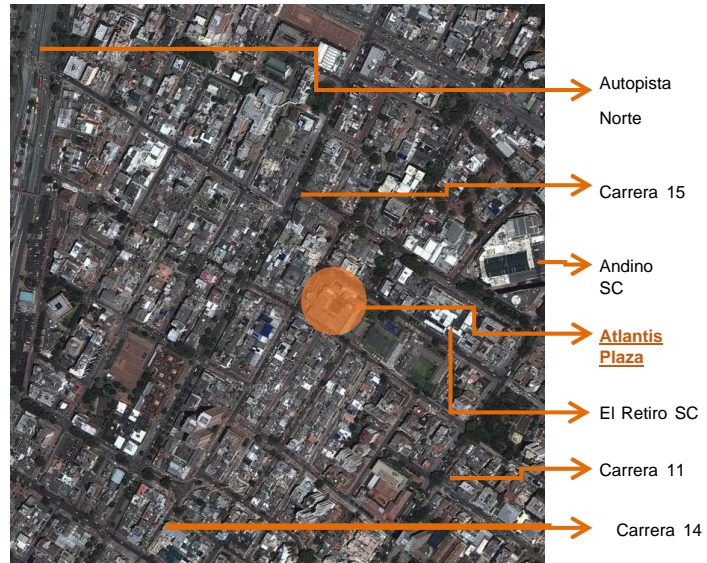 Autopista
Norte
Carrera 15
Andino
SC
Atlantis
Plaza
El Retiro SC
Carrera 11
Carrera 14